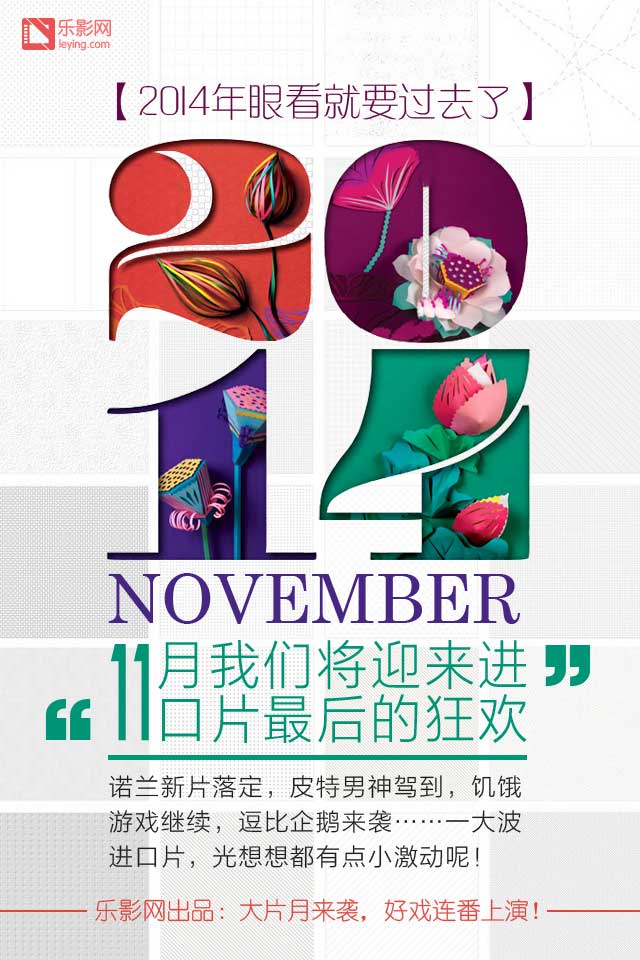 乐影网
leying.com
【2014年眼看就要过去了】
20
14
NOVEMBER
“11月我们将迎来进
口片最后的狂欢”
诺兰新片落定，皮特男神驾到，饥饿
游戏继续，逗比企鹅来袭……一大波
进口片，光想想都有点小激动呢！
乐影网出品：大片月来袭，好戏连番上演！